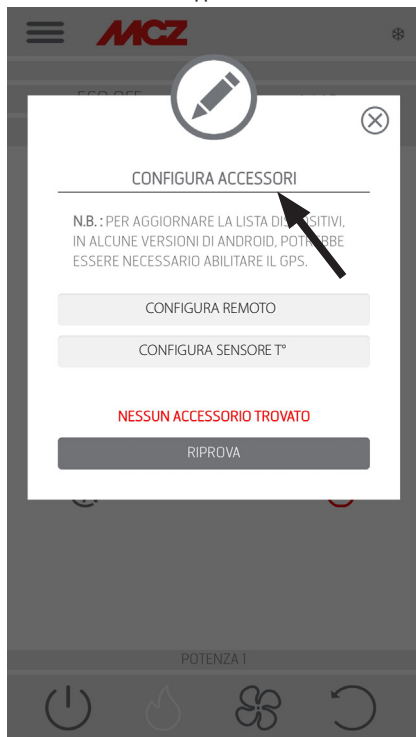 MCZ
CONFIGURA ACCESSORI
N.B. : PER AGGIORNARE LA LISTA DISPOSITIVI,
IN ALCUNE VERSIONI DI ANDROID, POTREBBE
ESSERE NECESSARIO ABILITARE IL GPS.
CONFIGURA REMOTO
CONFIGURA SENSORE T°
NESSUN ACCESSORIO TROVATO
RIPROVA
POTENZA 1